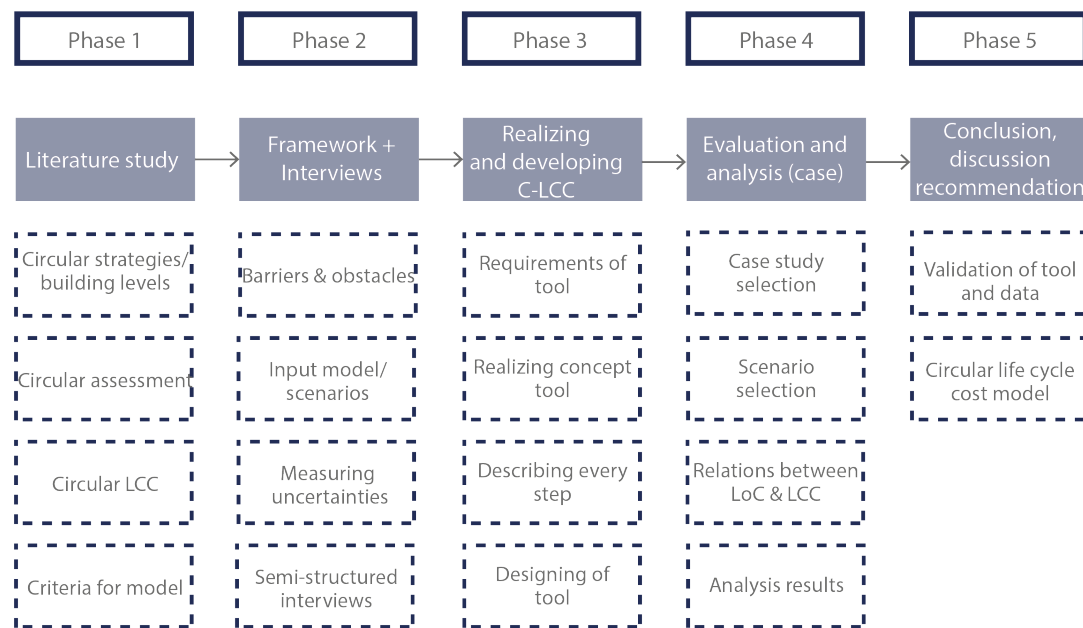 Phase 1
Phase 2
Phase 3
Phase 4
Phase 5
Literature study
Framework +
Interviews
Realizing
and developing
C-LCC
Evaluation and
analysis (case)
Conclusion,
discussion
recommendation
Circular strategies/
building levels
Barriers & obstacles
Requirements of
tool
Case study
selection
Validation of tool
and data
Circular assessment
Input model/
scenarios
Realizing concept
tool
Scenario
selection
Circular life cycle
cost model
Circular LCC
Measuring
uncertainties
Describing every
step
Relations between
LoC & LCC
Criteria for model
Semi-structured
interviews
Designing of
tool
Analysis results